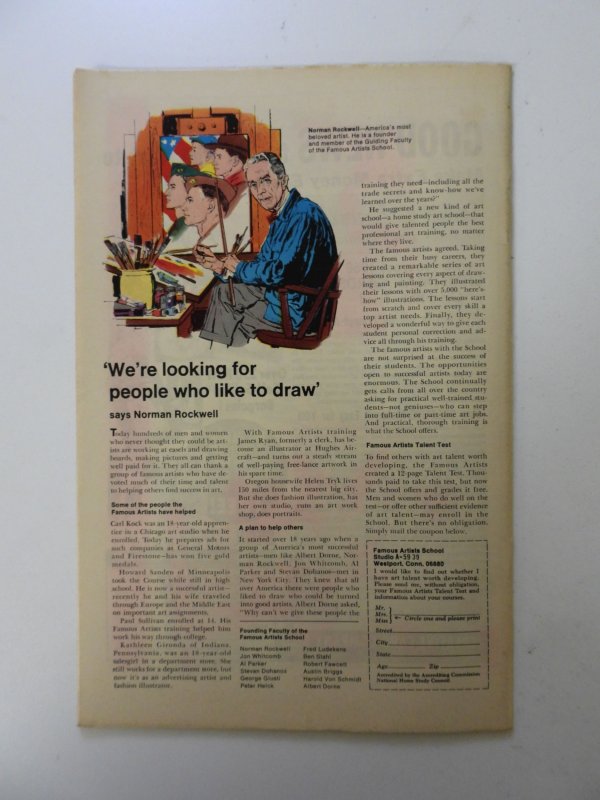 Norman Rockwell—America's most
beloved artist. He is a founder
and member of the Guiding Faculty
of the Famous Artists School.
'We're looking for
people who like to draw'
says Norman Rockwell
Today hundreds of men and women
who never thought they could be art-
ists are working at easels and drawing
boards, making pictures and getting
well paid for it. They all can thank a
group of famous artists who have de-
voted much of their time and talent
to helping others find success in art.
Some of the people the
Famous Artists have helped
Carl Kock was an 18-year-old appren-
tice in a Chicago art studio when he
enrolled. Today he prepares ads for
such companies as General Motors
and Firestone—has won five gold
medals.
Howard Sanden of Minneapolis
took the Course while still in high
school. He is now a successful artist—
recently he and his wife traveled
through Europe and the Middle East
on important art assignments.
Paul Sullivan enrolled at 14. His
Famous Artists training helped him
work his way through college.
Kathleen Gironda of Indiana,
Pennsylvania, was an 18-year-old
salesgirl in a department store. She
still works for a department store, but
now it's as an advertising artist and
fashion illustrator.
With Famous Artists training
James Ryan, formerly a clerk, has be-
come an illustrator at Hughes Air-
craft—and turns out a steady stream
of well-paying free-lance artwork in
his spare time.
Oregon housewife Helen Tryk lives
150 miles from the nearest big city.
But she does fashion illustration, has
her own studio, runs an art work
shop, does portraits.
A plan to help others
It started over 18 years ago when a
group of America's most successful
artists—men like Albert Dorne, Nor-
man Rockwell, Jon Whitcomb, Al
Parker and Stevan Dohanos—met in
New York City. They knew that all
over America there were people who
liked to draw who could be turned
into good artists. Albert Dorne asked,
"Why can't we give these people the
Founding Faculty of the
Famous Artists School
Norman Rockwell
Jon Whitcomb
Al Parker
Stevan Dohanos
George Giusti
Peter Helck
Fred Ludekens
Ben Stahl
Robert Fawcett
Austin Briggs
Harold Von Schmidt
Albert Dorne
training they need—including all the
trade secrets and know-how we've
learned over the years?"
He suggested a new kind of art
school—a home study art school—that
would give talented people the best
professional art training, no matter
where they live.
The famous artists agreed. Taking
time from their busy careers, they
created a remarkable series of art
lessons covering every aspect of draw-
ing and painting. They illustrated
their lessons with over 5,000 "here's-
how" illustrations. The lessons start
from scratch and cover every skill a
top artist needs. Finally, they de-
veloped a wonderful way to give each
student personal correction and ad-
vice all through his training.
The famous artists with the School
are not surprised at the success of
their students. The opportunities
open to successful artists today are
enormous. The School continually
gets calls from all over the country
asking for practical well-trained stu-
dents—not geniuses—who can step
into full-time or part-time art jobs.
And practical, thorough training is
what the School offers.
Famous Artists Talent Test
To find others with art talent worth
developing, the Famous Artists
created a 12-page Talent Test. Thou-
sands paid to take this test, but now
the School offers and grades it free.
Men and women who do well on the
test—or offer other sufficient evidence
of art talent—may enroll in the
School. But there's no obligation.
Simply mail the coupon below.
Famous Artists School
Studio
Westport, Conn. 06880
I would like to find out whether I
have art talent worth developing.
Please send me, without obligation,
your Famous Artists Talent Test and
information about your courses.
Mr.
Mrs.
Miss
← Circle one and please print
Street
City
State
Age Zip
Accredited by the Accrediting Commission
National Home Study Council.